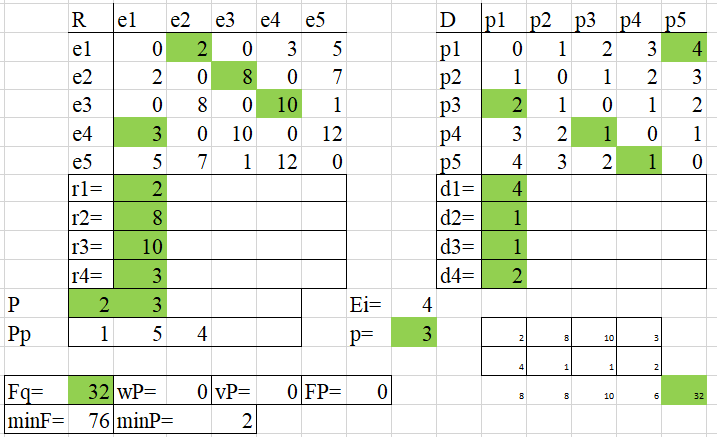 R e1 e2 e3 e4 e5 D p1 p2 p3 p4 p5
e1 0 2 0 3 5 p1 0 1 2 3 4
e2 2 0 8 0 7 p2 1 0 1 2 3
e3 0 8 0 10 1 p3 2 1 0 1 2
e4 3 0 10 0 12 p4 3 2 1 0 1
e5 5 7 1 12 0 p5 4 3 2 1 0
r1= 2 d1= 4
r2= 8 d2= 1
r3= 10 d3= 1
r4= 3 d4= 2
P 2 3 Ei= 4
Pp 1 5 4 p= 3 2 8 10 3
4 1 1 2
Fq= 32 wP= 0 vP= 0 FP= 0 8 8 10 6 32
minF= 76 minP= 2